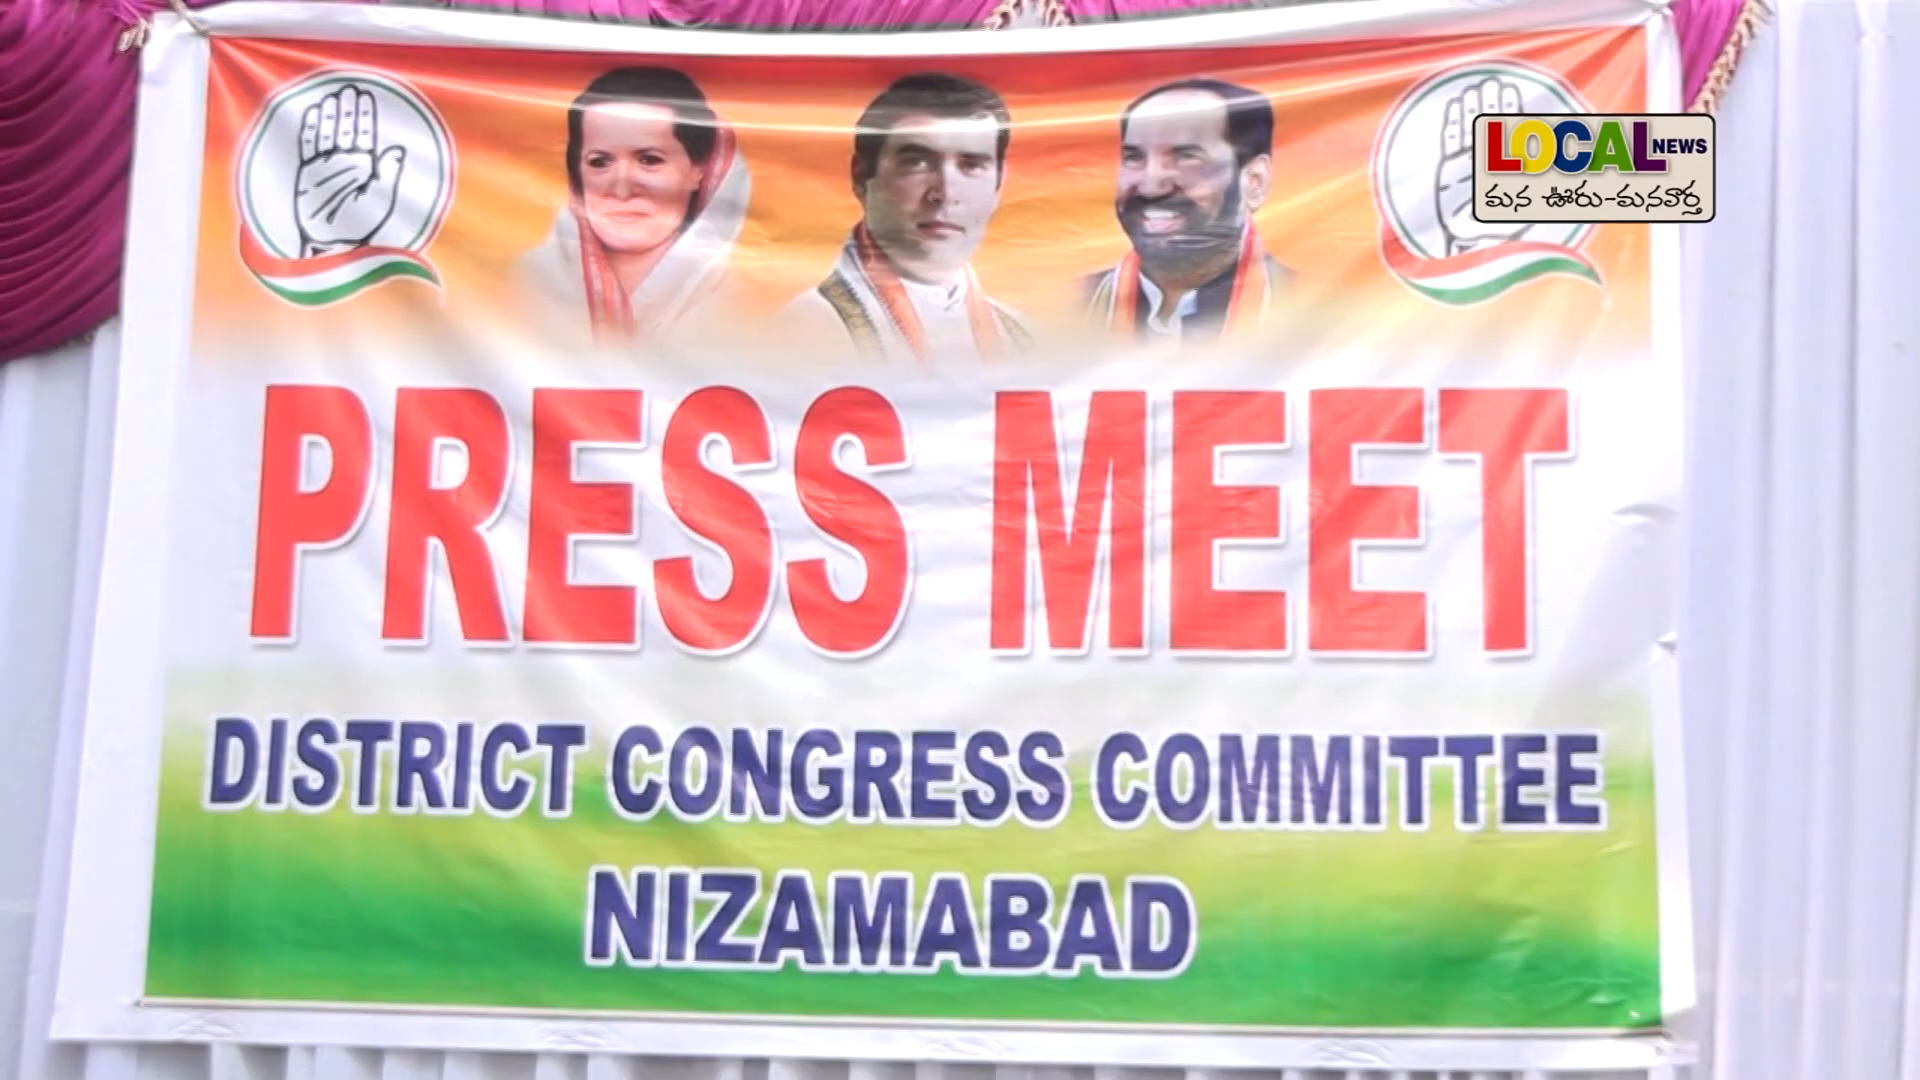 LOCAL NEWS
మన ఊరు-మనవార్త
PRESS MEET
DISTRICT CONGRESS COMMITTEE
NIZAMABAD